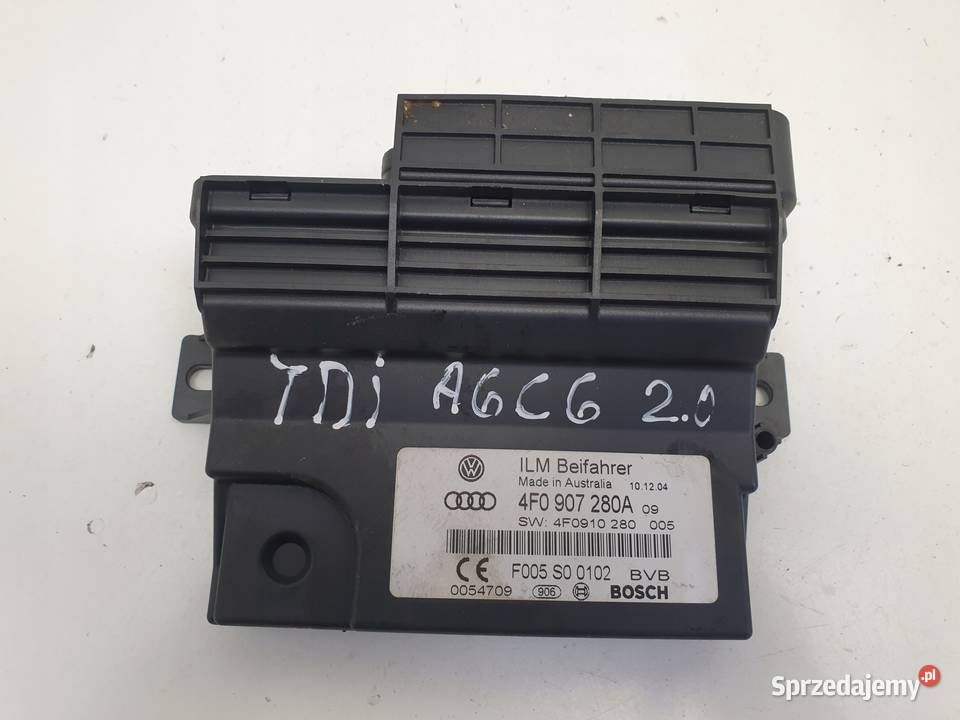 TDi A6C6 2.0
ILM Beifahrer
Made in Australia 10.12.04
4F0 907 280A 09
SW: 4F0910 280 005
CE F005 S0 0102 BVB
0054709 906 BOSCH
Sprzedajemy.pl